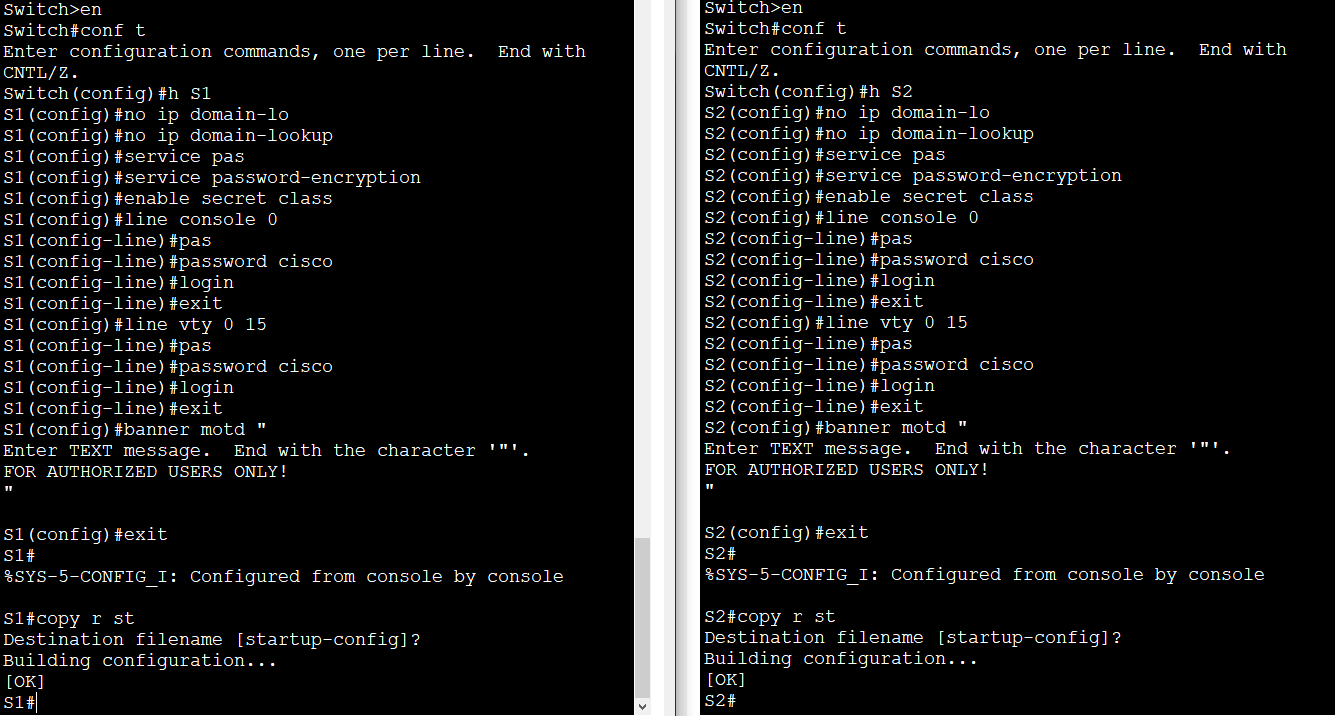 Switch>en
Switch#conf t
Enter configuration commands, one per line.  End with
CNTL/Z.
Switch(config)#h S1
S1(config)#no ip domain-lo
S1(config)#no ip domain-lookup
S1(config)#service pas
S1(config)#service password-encryption
S1(config)#enable secret class
S1(config)#line console 0
S1(config-line)#pas
S1(config-line)#password cisco
S1(config-line)#login
S1(config-line)#exit
S1(config)#line vty 0 15
S1(config-line)#pas
S1(config-line)#password cisco
S1(config-line)#login
S1(config-line)#exit
S1(config)#banner motd "
Enter TEXT message.  End with the character '"'.
FOR AUTHORIZED USERS ONLY!
"
S1(config)#exit
S1#
%SYS-5-CONFIG_I: Configured from console by console
S1#copy r st
Destination filename [startup-config]?
Building configuration...
[OK]
S1#
Switch>en
Switch#conf t
Enter configuration commands, one per line.  End with
CNTL/Z.
Switch(config)#h S2
S2(config)#no ip domain-lo
S2(config)#no ip domain-lookup
S2(config)#service pas
S2(config)#service password-encryption
S2(config)#enable secret class
S2(config)#line console 0
S2(config-line)#pas
S2(config-line)#password cisco
S2(config-line)#login
S2(config-line)#exit
S2(config)#line vty 0 15
S2(config-line)#pas
S2(config-line)#password cisco
S2(config-line)#login
S2(config-line)#exit
S2(config)#banner motd "
Enter TEXT message.  End with the character '"'.
FOR AUTHORIZED USERS ONLY!
"
S2(config)#exit
S2#
%SYS-5-CONFIG_I: Configured from console by console
S2#copy r st
Destination filename [startup-config]?
Building configuration...
[OK]
S2#